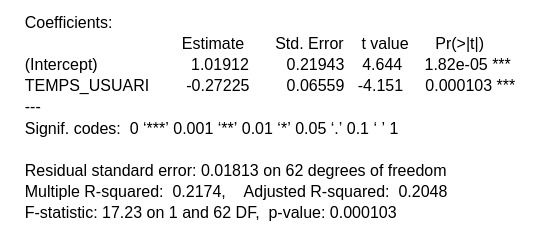 Coefficients:
Estimate Std. Error t value Pr(>|t|)
(Intercept) 1.01912 0.21943 4.644 1.82e-05 ***
TEMPS_USUARI -0.27225 0.06559 -4.151 0.000103 ***
---
Signif. codes: 0 ‘***’ 0.001 ‘**’ 0.01 ‘*’ 0.05 ‘.’ 0.1 ‘ ’ 1
Residual standard error: 0.01813 on 62 degrees of freedom
Multiple R-squared: 0.2174, Adjusted R-squared: 0.2048
F-statistic: 17.23 on 1 and 62 DF, p-value: 0.000103